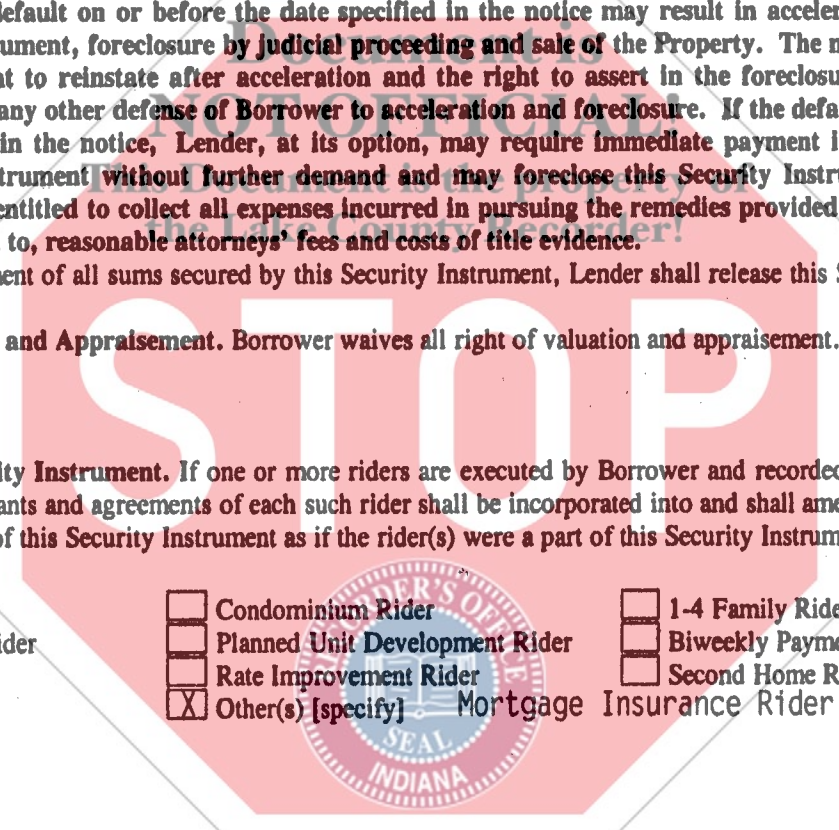 default on or before the date specified in the notice may result in acceler
ument, foreclosure by judicial proceeding and sale of the Property. The n
nt to reinstate after acceleration and the right to assert in the foreclosu
any other defense of Borrower to acceleration and foreclosure. If the defa
in the notice, Lender, at its option, may require immediate payment i
trument without further demand and may foreclose this Security Instr
entitled to collect all expenses incurred in pursuing the remedies provided
to, reasonable attorneys' fees and costs of title evidence.
ent of all sums secured by this Security Instrument, Lender shall release this S
and Appraisement. Borrower waives all right of valuation and appraisement.
ity Instrument. If one or more riders are executed by Borrower and recorded
ants and agreements of each such rider shall be incorporated into and shall ame
of this Security Instrument as if the rider(s) were a part of this Security Instrum
Condominium Rider
1-4 Family Ride
ider
Planned Unit Development Rider
Biweekly Payme
Rate Improvement Rider
Second Home R
X Other(s) [specify] Mortgage Insurance Rider
Document is
NOT OFFICIAL!
This Document is the property of
the Lake County Recorder!
STOP
RECORDER'S OFFICE
SEAL
INDIANA